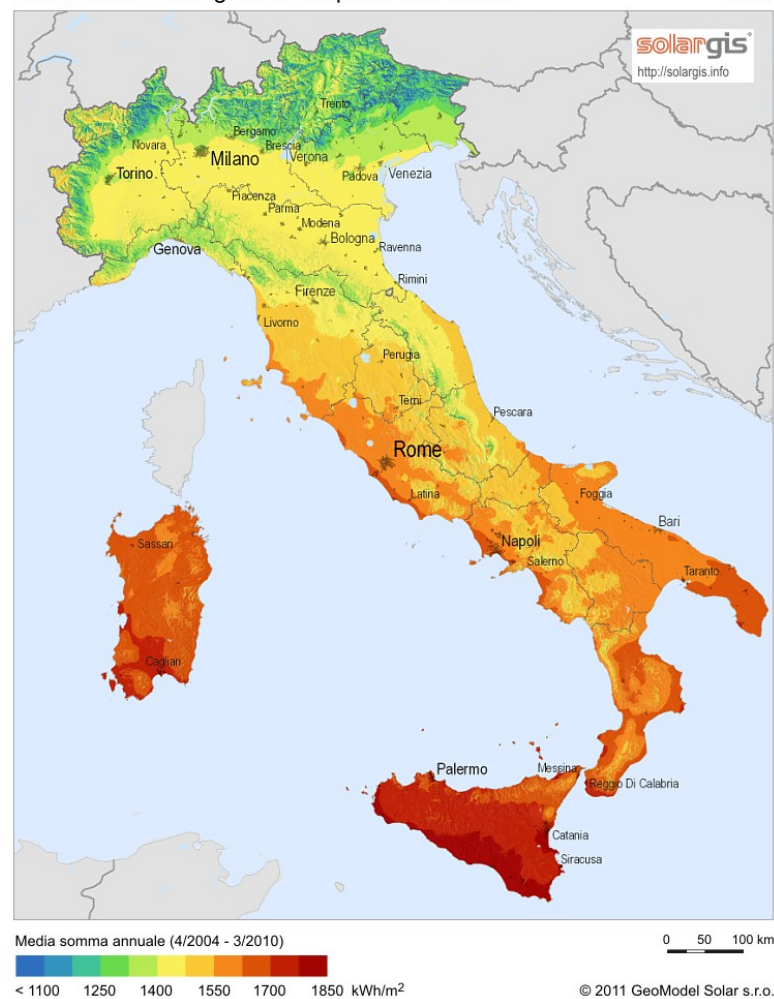 solargis
http://solargis.info
Trento
Bergamo
Novara
Milano
Brescia
Verona
Torino
Padova
Venezia
Piacenza
Parma
Modena
Bologna
Genova
Ravenna
Rimini
Firenze
Livorno
Perugia
Terni
Pescara
Rome
Latina
Foggia
Bari
Napoli
Salerno
Taranto
Sassari
Cagliari
Palermo
Messina
Reggio Di Calabria
Catania
Siracusa
Media somma annuale (4/2004 - 3/2010)
0 50 100 km
< 1100 1250 1400 1550 1700 1850 kWh/m2
© 2011 GeoModel Solar s.r.o.